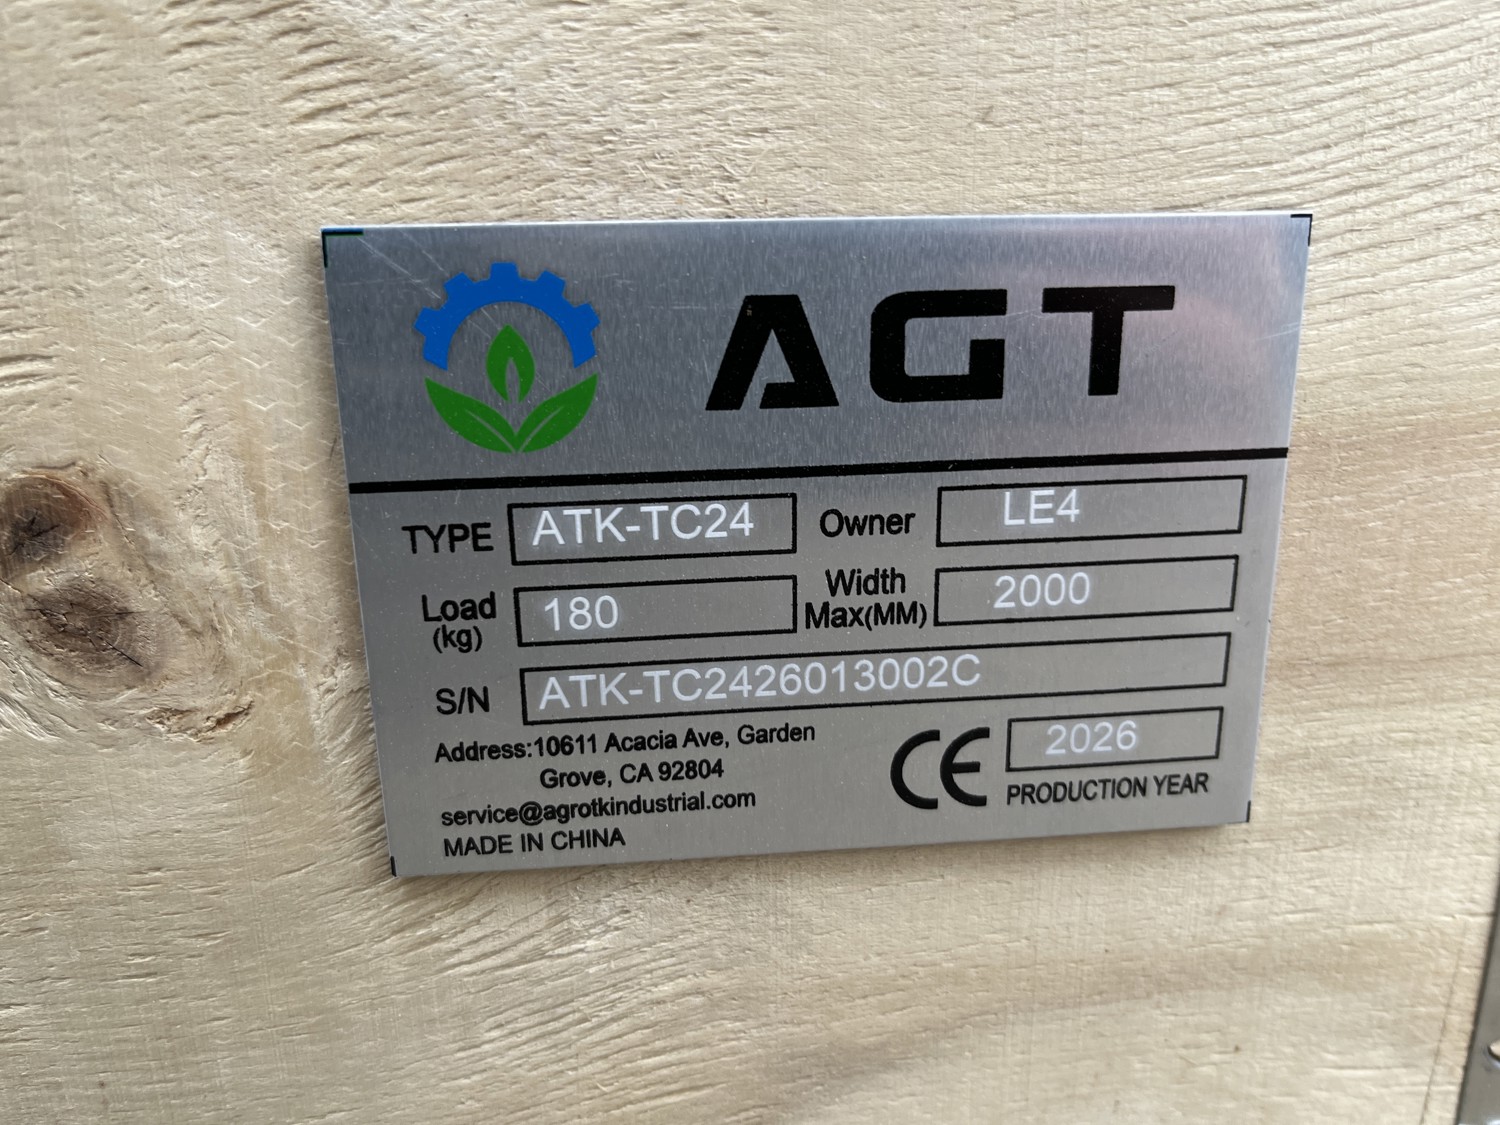 AGT
TYPE ATK-TC24 Owner LE4
Load (kg) 180 Width Max(MM) 2000
S/N ATK-TC2426013002C
Address:10611 Acacia Ave, Garden
Grove, CA 92804
service@agrotkindustrial.com
MADE IN CHINA
CE 2026
PRODUCTION YEAR